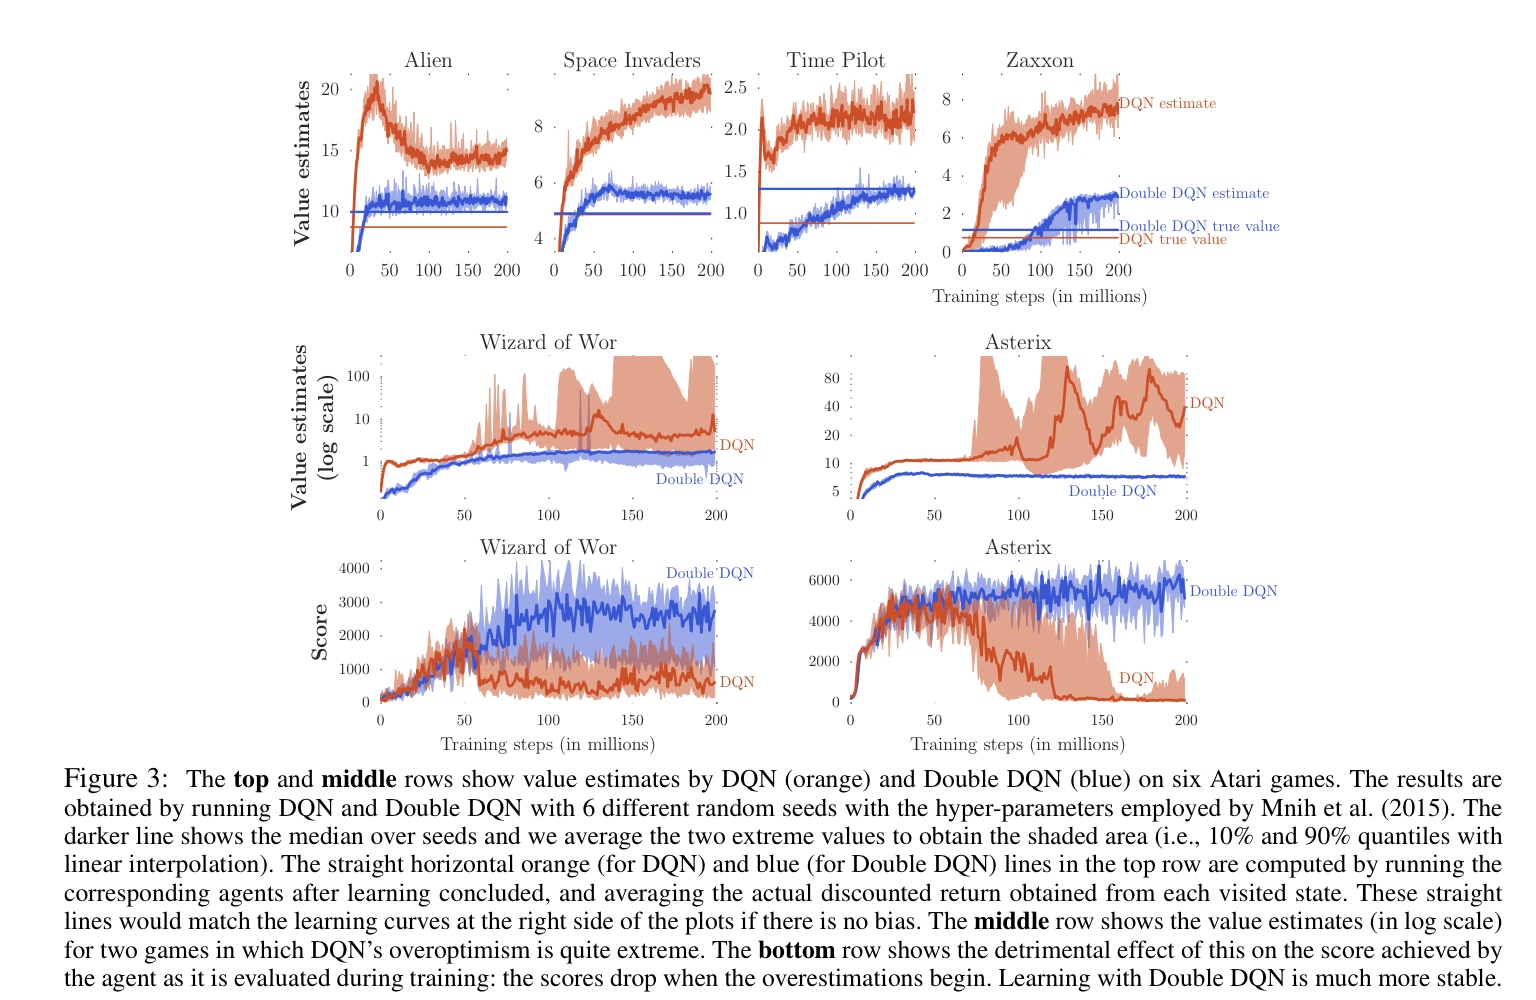 Alien
Space Invaders
Time Pilot
Zaxxon
Value estimates
20
15
10
0 50 100 150 200
8
6
4
0 50 100 150 200
2.5
2.0
1.5
1.0
0 50 100 150 200
8
6
4
2
0
0 50 100 150 200
DQN estimate
Double DQN estimate
Double DQN true value
DQN true value
Training steps (in millions)
Wizard of Wor
Asterix
Value estimates
(log scale)
100
10
1
0 50 100 150 200
DQN
Double DQN
80
40
20
10
5
0 50 100 150 200
DQN
Double DQN
Wizard of Wor
Asterix
Score
4000
3000
2000
1000
0
0 50 100 150 200
Double DQN
DQN
Training steps (in millions)
6000
4000
2000
0
0 50 100 150 200
Double DQN
DQN
Training steps (in millions)
Figure 3: The top and middle rows show value estimates by DQN (orange) and Double DQN (blue) on six Atari games. The results are
obtained by running DQN and Double DQN with 6 different random seeds with the hyper-parameters employed by Mnih et al. (2015). The
darker line shows the median over seeds and we average the two extreme values to obtain the shaded area (i.e., 10% and 90% quantiles with
linear interpolation). The straight horizontal orange (for DQN) and blue (for Double DQN) lines in the top row are computed by running the
corresponding agents after learning concluded, and averaging the actual discounted return obtained from each visited state. These straight
lines would match the learning curves at the right side of the plots if there is no bias. The middle row shows the value estimates (in log scale)
for two games in which DQN's overoptimism is quite extreme. The bottom row shows the detrimental effect of this on the score achieved by
the agent as it is evaluated during training: the scores drop when the overestimations begin. Learning with Double DQN is much more stable.